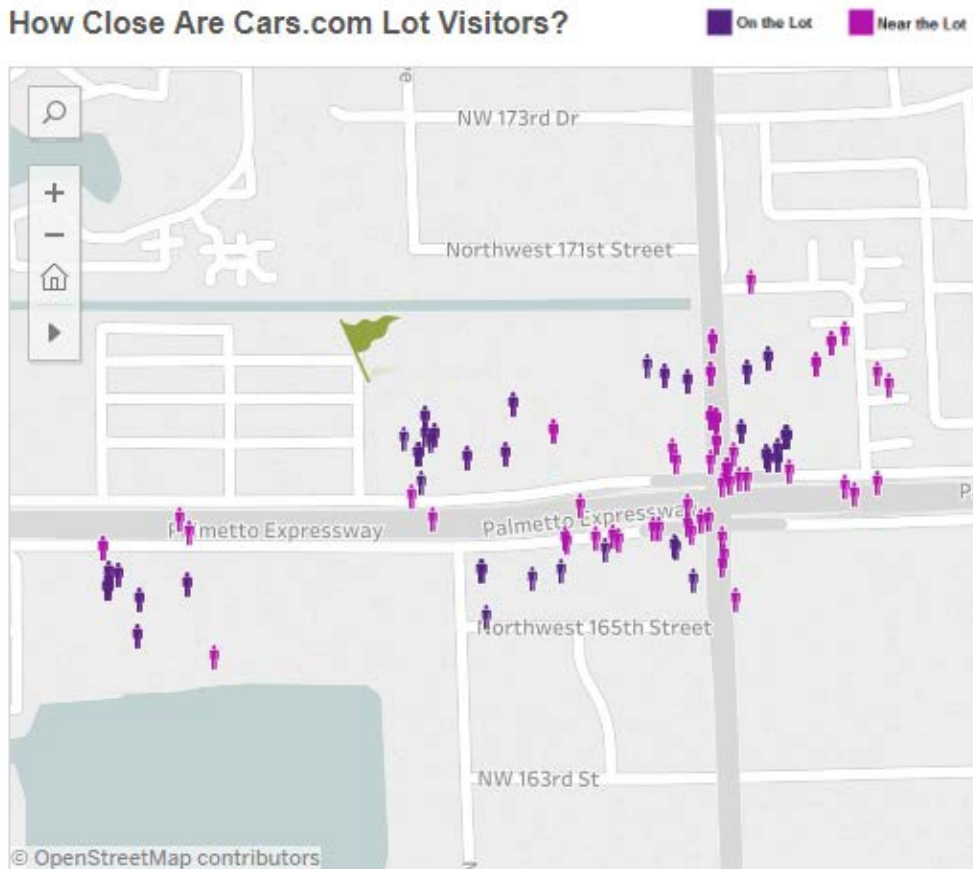 How Close Are Cars.com Lot Visitors?
On the Lot
Near the Lot
NW 173rd Dr
Northwest 171st Street
Palmetto Expressway
Palmetto Expressway
P
Northwest 165th Street
NW 163rd St
© OpenStreetMap contributors